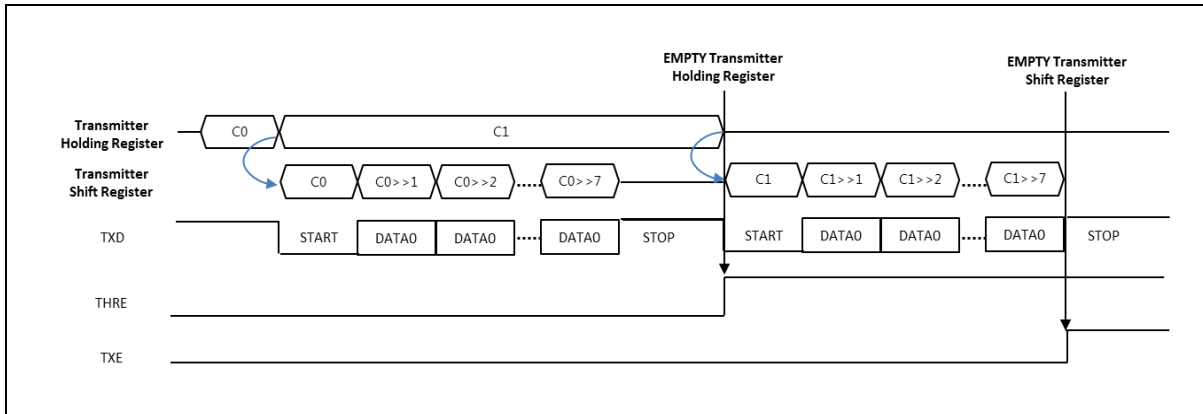 EMPTY Transmitter
Holding Register
EMPTY Transmitter
Shift Register
Transmitter
Holding Register
C0
C1
Transmitter
Shift Register
C0
C0>>1
C0>>2
C0>>7
C1
C1>>1
C1>>2
C1>>7
TXD
START
DATA0
DATA0
DATA0
STOP
START
DATA0
DATA0
DATA0
STOP
THRE
TXE